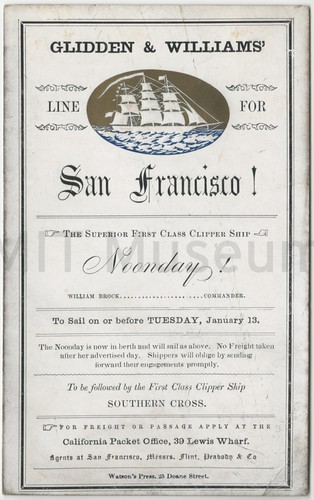 GLIDDEN & WILLIAMS'
LINE FOR
San Francisco!
THE SUPERIOR FIRST CLASS CLIPPER SHIP
Noonday!
WILLIAM BROCK......................COMMANDER.
To Sail on or before TUESDAY, January 13.
The Noonday is now in berth and will sail as above. No Freight taken
after her advertised day. Shippers will oblige by sending
forward their engagements promptly.
To be followed by the First Class Clipper Ship
SOUTHERN CROSS.
FOR FREIGHT OR PASSAGE APPLY AT THE
California Packet Office, 39 Lewis Wharf.
Agents at San Francisco, Messrs. Flint, Peabody & Co
Watson's Press, 25 Doane Street.
MIT Museum